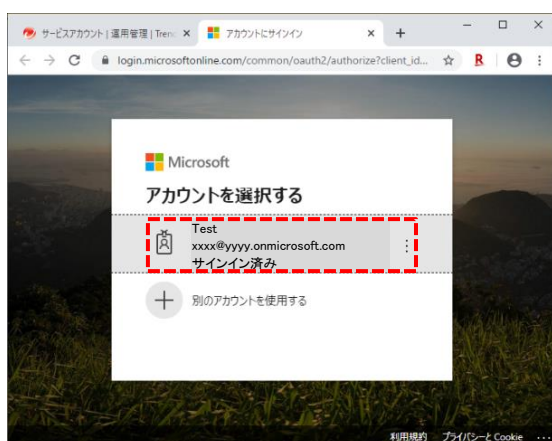 サービスアカウント | 運用管理 | Tren
アカウントにサインイン
login.microsoftonline.com/common/oauth2/authorize?client_id...
R
Microsoft
アカウントを選択する
Test
xxxx@yyyy.onmicrosoft.com
サインイン済み
別のアカウントを使用する
利用規約 プライバシーと Cookie ...